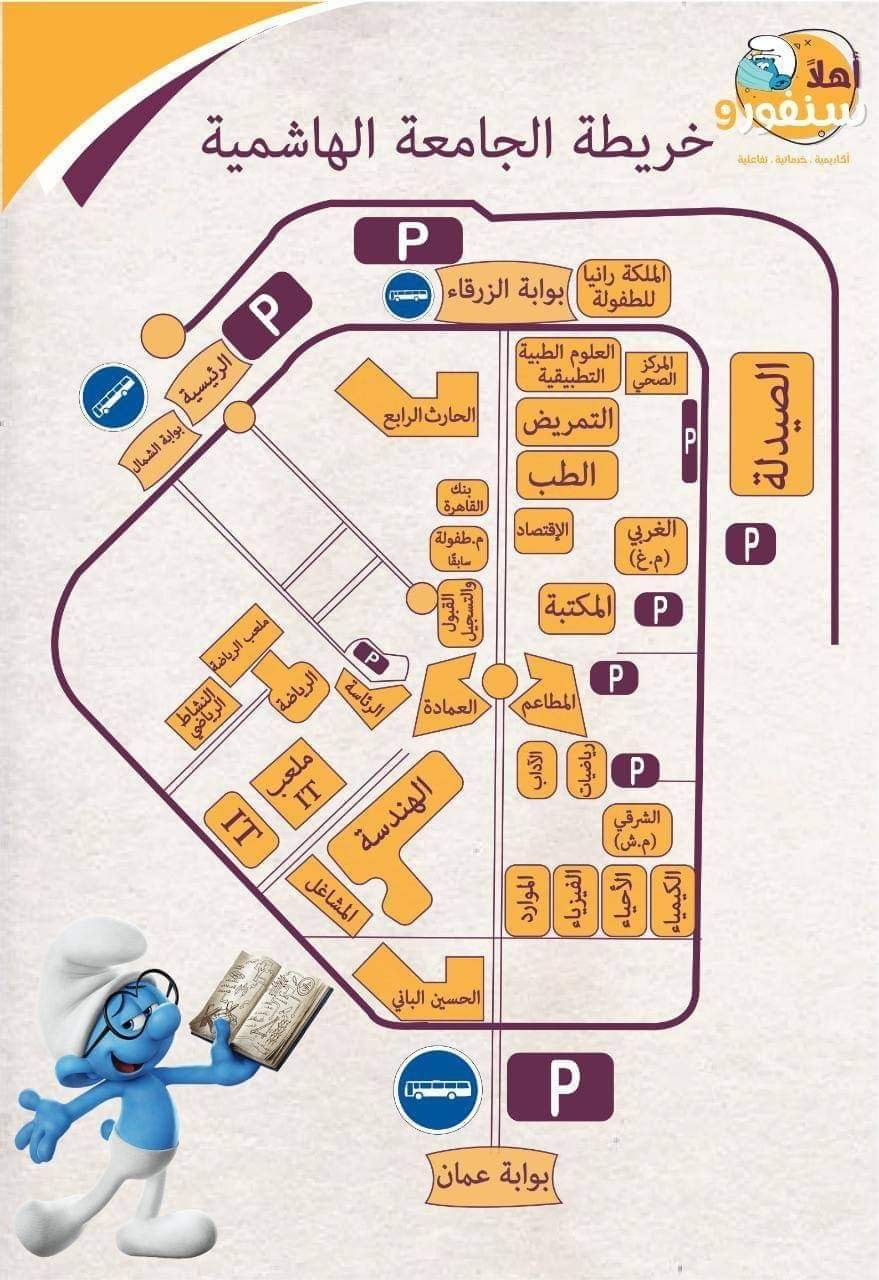 أهلاً
سنفور9
أكاديمية . خدماتية . تفاعلية
خريطة الجامعة الهاشمية
P
P
بوابة الزرقاء
الملكة رانيا
للطفولة
الرئيسية
بوابة الشمال
العلوم الطبية
التطبيقية
المركز
الصحي
الصيدلة
الحارث الرابع
التمريض
P
الطب
بنك
القاهرة
الإقتصاد
الغربي
(م.غ)
P
م.طفولة
سابقًا
القبول
والتسجيل
المكتبة
P
ملعب الرياضة
P
الرياضة
النشاط
الرياضي
الرئاسة
العمادة
المطاعم
P
ملعب
IT
IT
الهندسة
الآداب
رياضيات
P
الشرقي
(م.ش)
المشاغل
الموارد
الفيزياء
الأحياء
الكيمياء
الحسين الباني
P
بوابة عمان